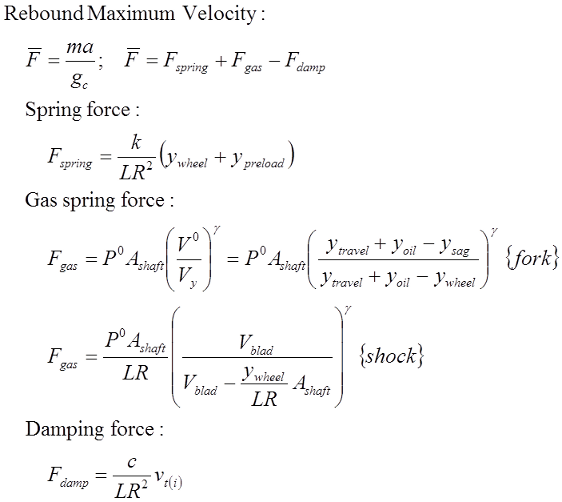 Rebound Maximum Velocity :
F̅ = ma/g_c ; F̅ = F_spring + F_gas − F_damp
Spring force :
F_spring = k/LR² (y_wheel + y_preload)
Gas spring force :
F_gas = P⁰A_shaft (V⁰/V_y)^γ = P⁰A_shaft ((y_travel + y_oil − y_sag)/(y_travel + y_oil − y_wheel))^γ {fork}
F_gas = P⁰A_shaft/LR (V_blad/(V_blad − y_wheel/LR A_shaft))^γ {shock}
Damping force :
F_damp = c/LR² v_t(i)